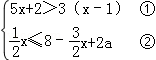 5x+2>3（x-1） ①
1/2x≤8-3/2x+2a ②